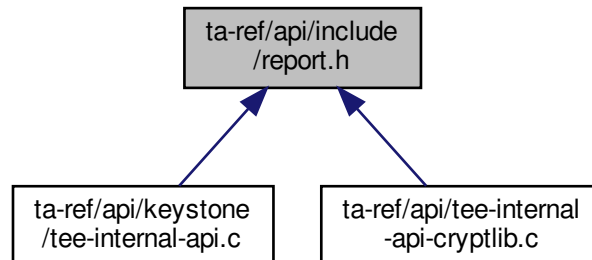 ta-ref/api/include
/report.h
ta-ref/api/keystone
/tee-internal-api.c
ta-ref/api/tee-internal
-api-cryptlib.c